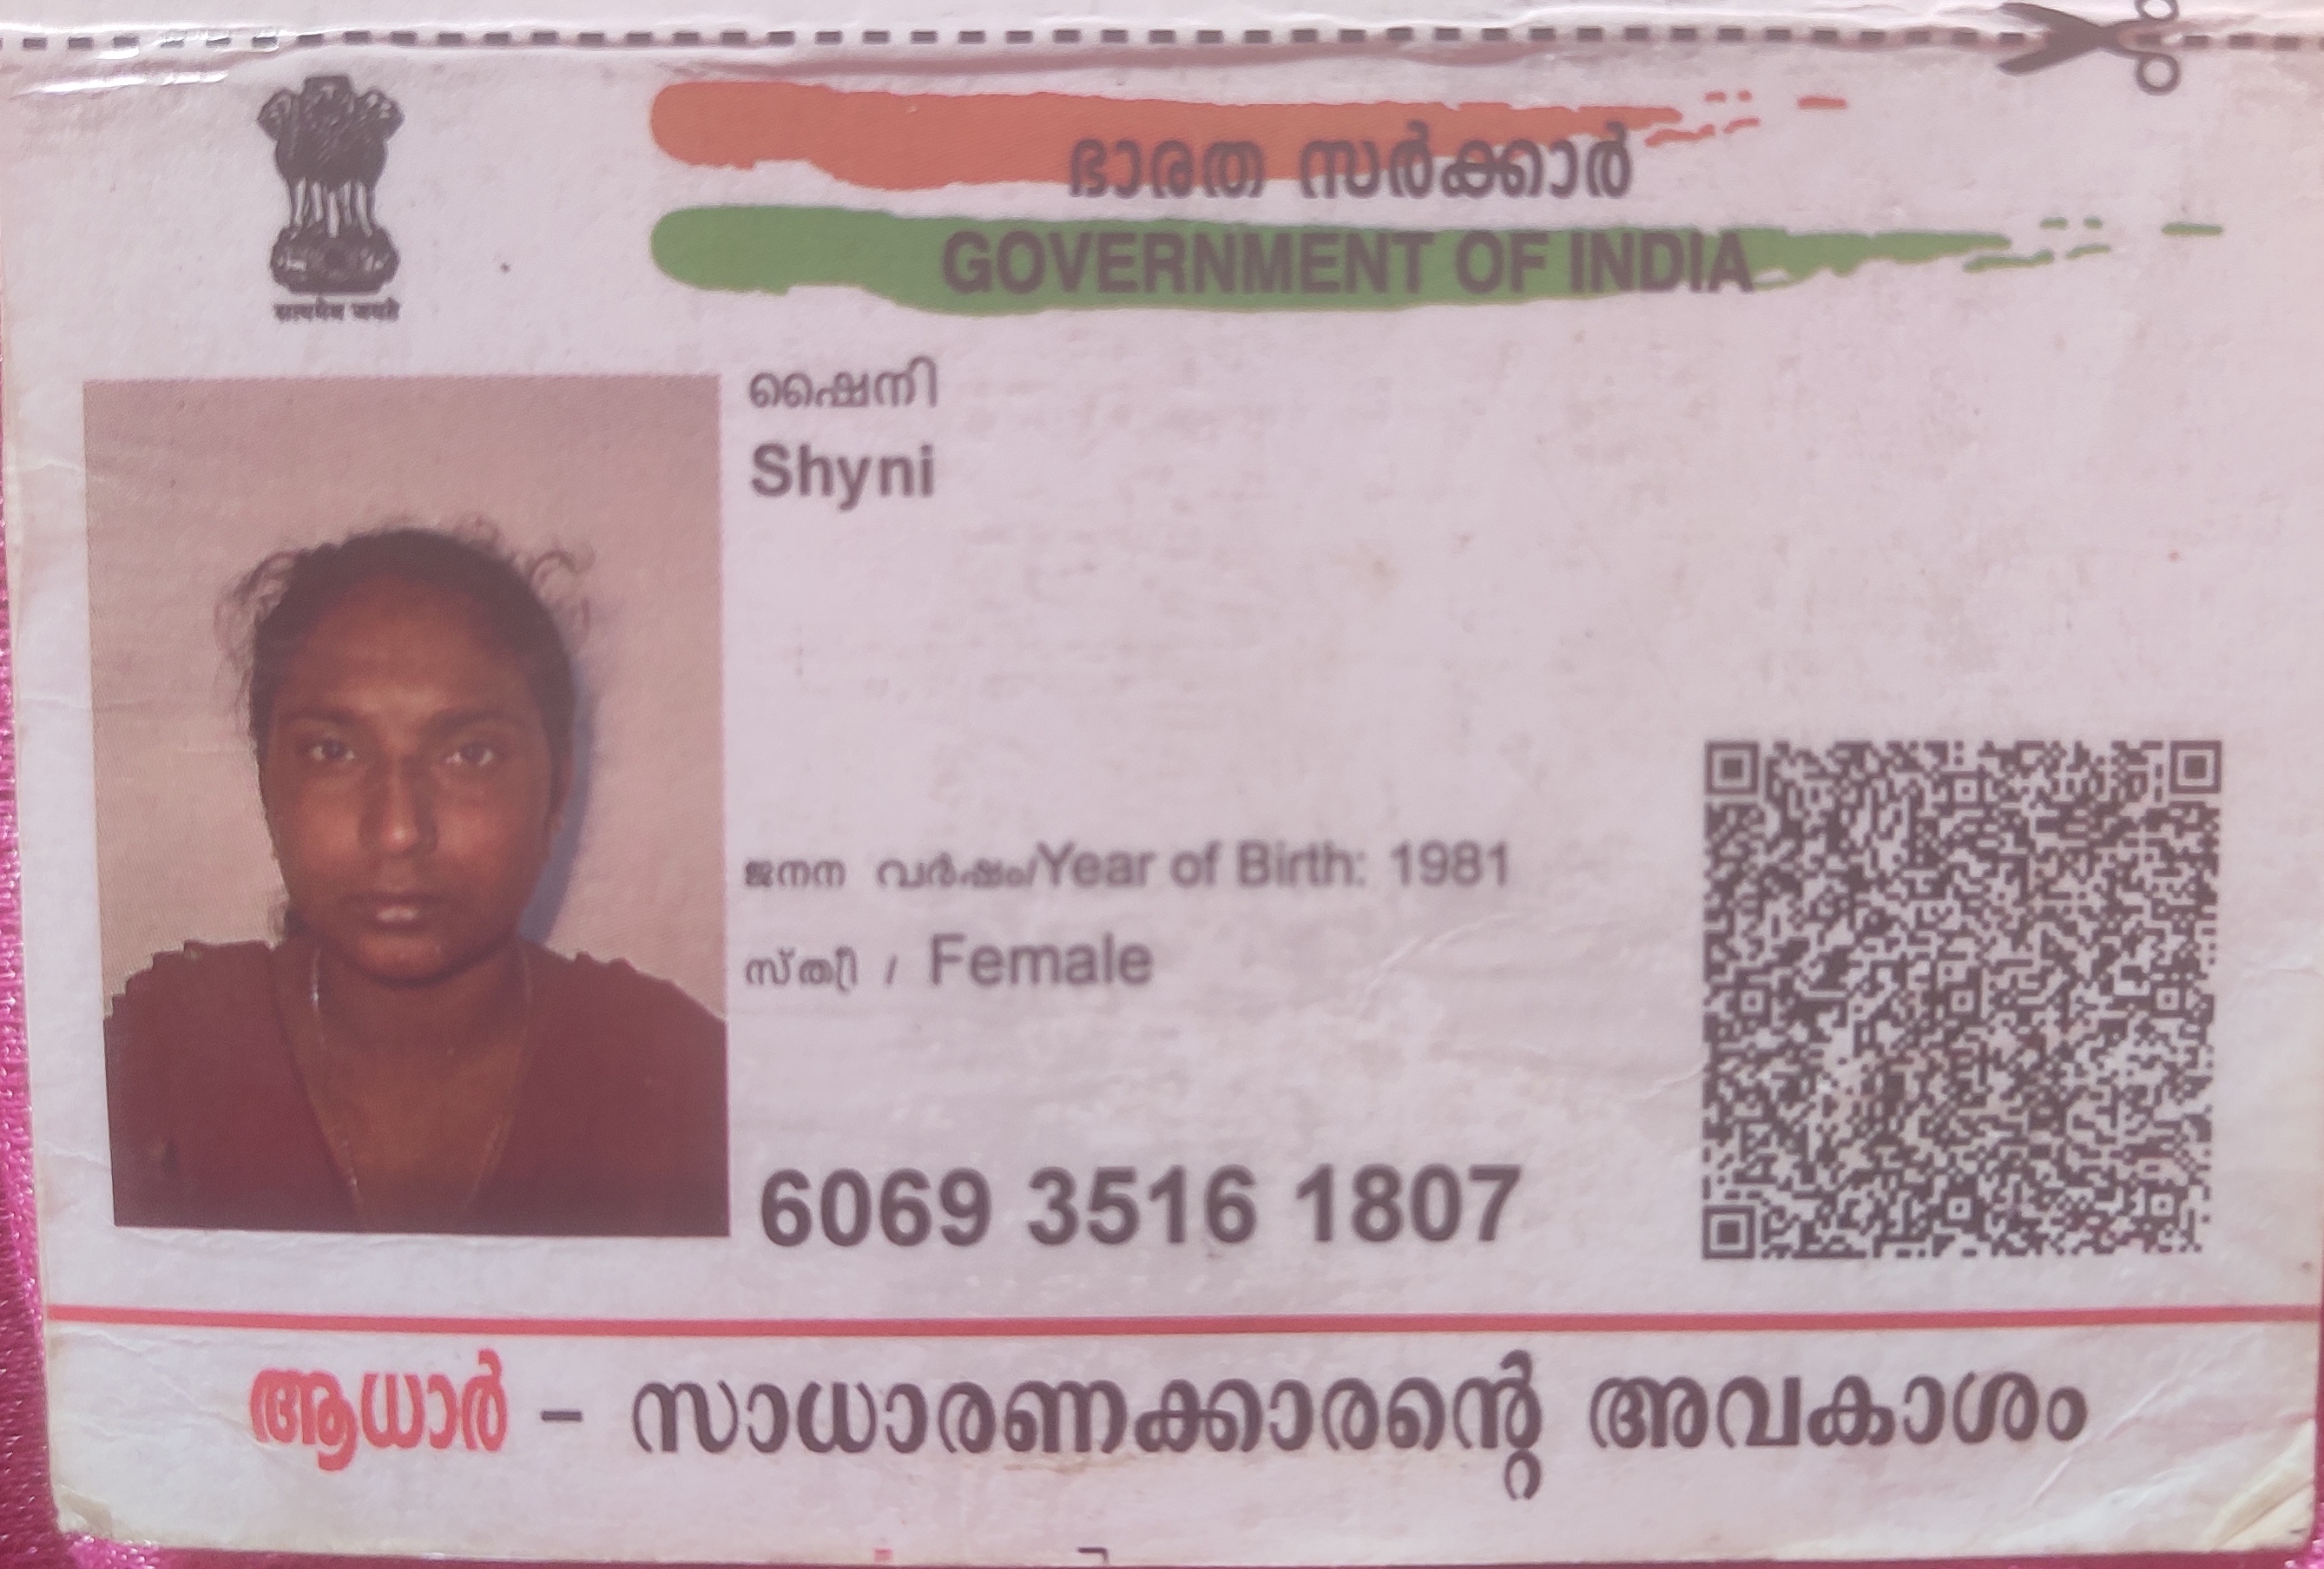 ഭാരത സർക്കാർ
GOVERNMENT OF INDIA
सत्यमेव जयते
ഷൈനി
Shyni
ജനന വർഷം/Year of Birth: 1981
സ്ത്രീ / Female
6069 3516 1807
ആധാർ - സാധാരണക്കാരന്റെ അവകാശം